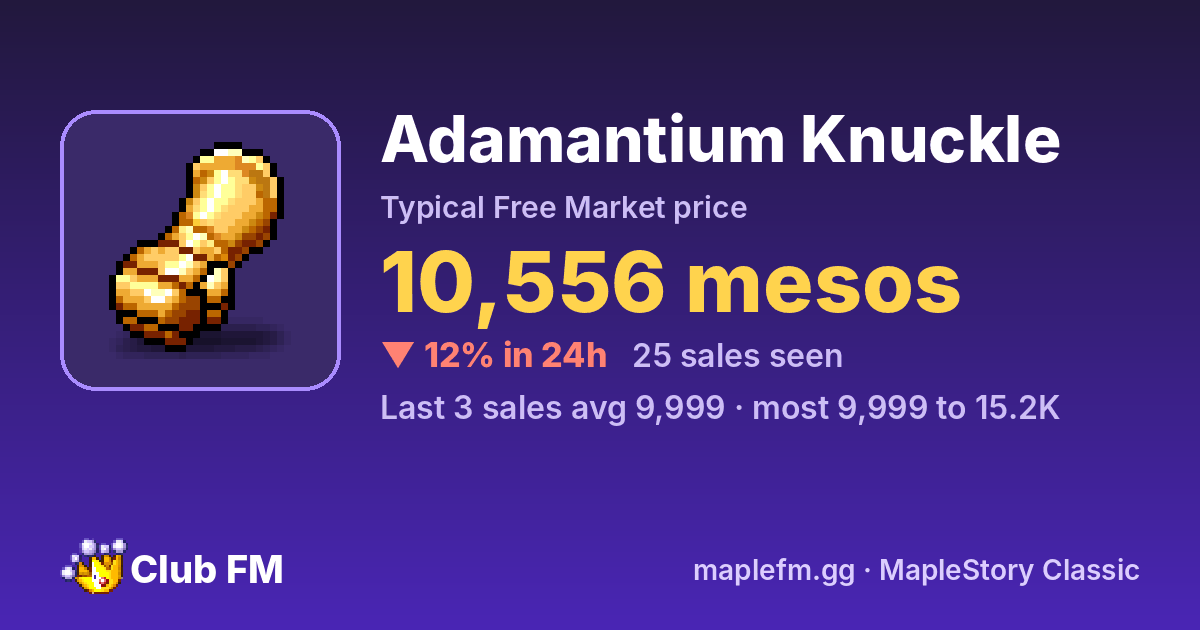 Adamantium Knuckle
Typical Free Market price
10,556 mesos
▼ 12% in 24h 25 sales seen
Last 3 sales avg 9,999 · most 9,999 to 15.2K
Club FM
maplefm.gg · MapleStory Classic